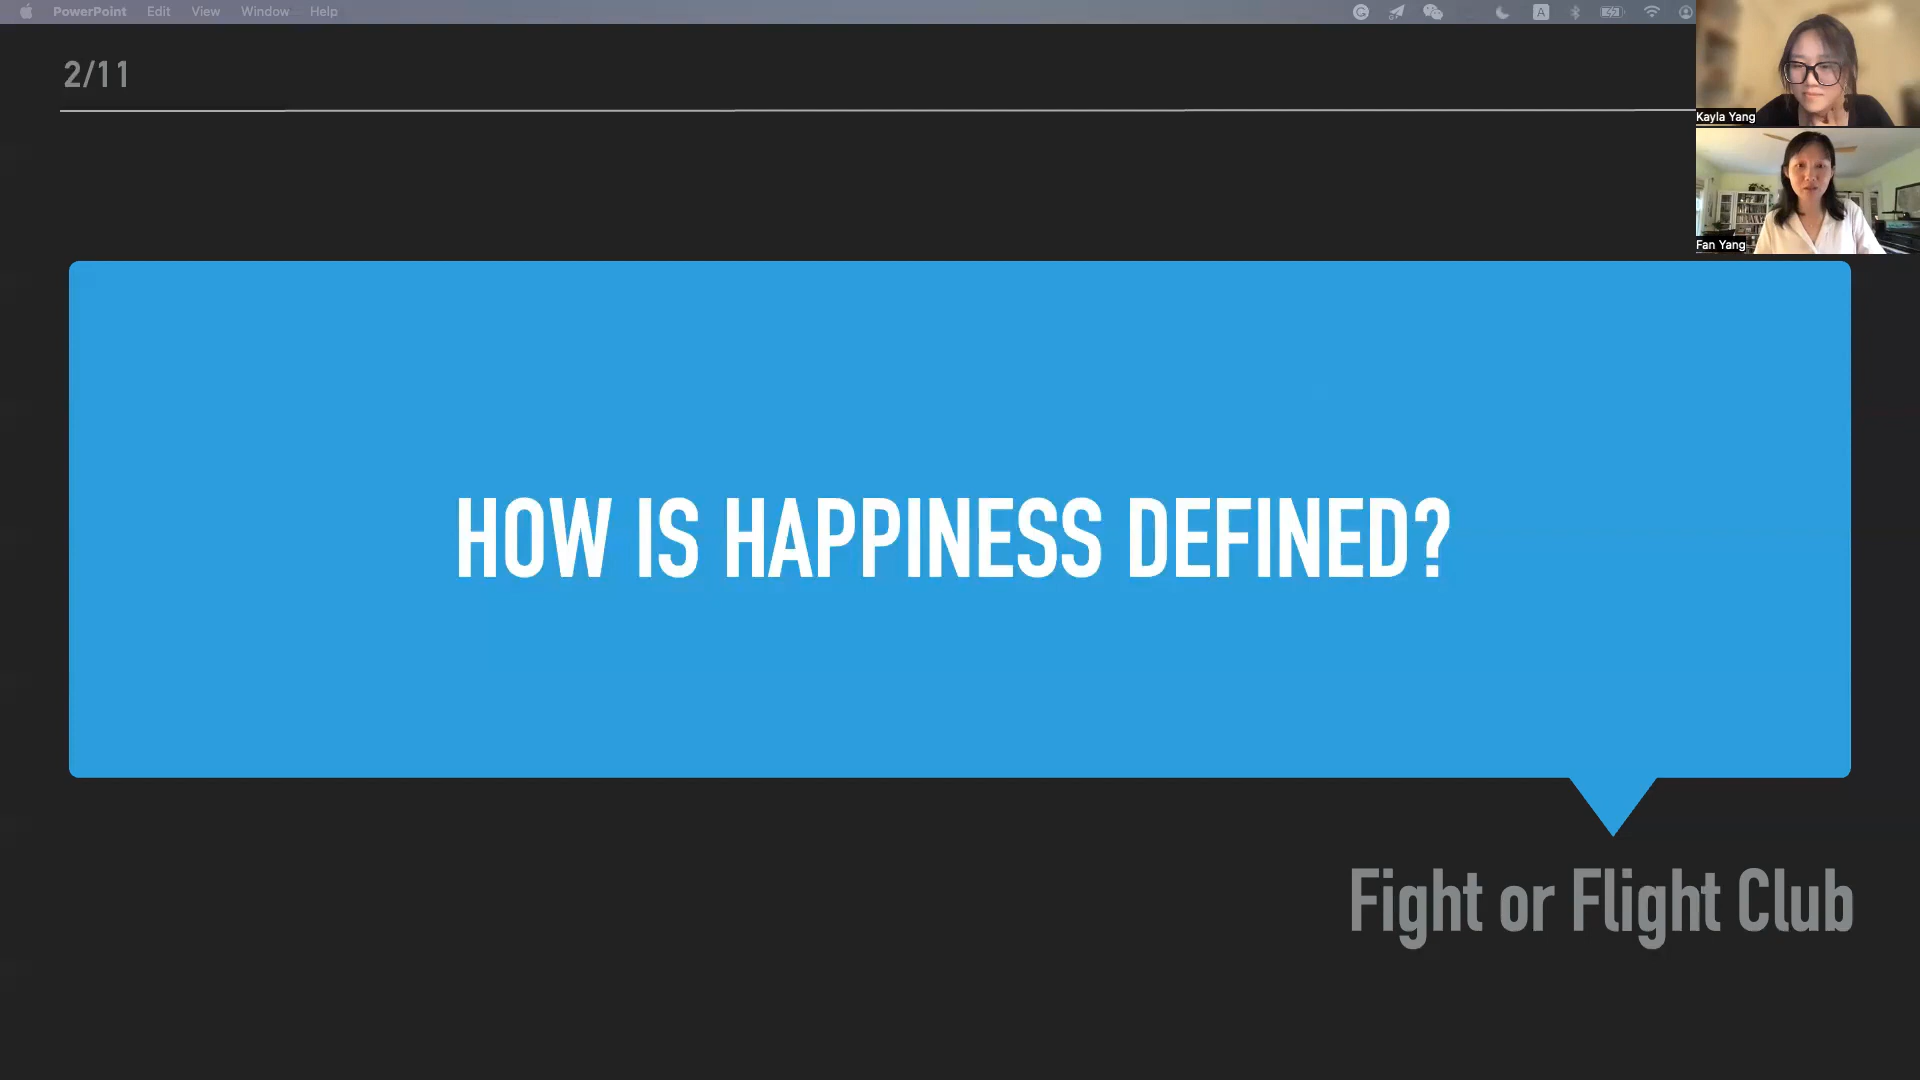 PowerPoint Edit View Window Help
A
2/11
Kayla Yang
Fan Yang
HOW IS HAPPINESS DEFINED?
Fight or Flight Club